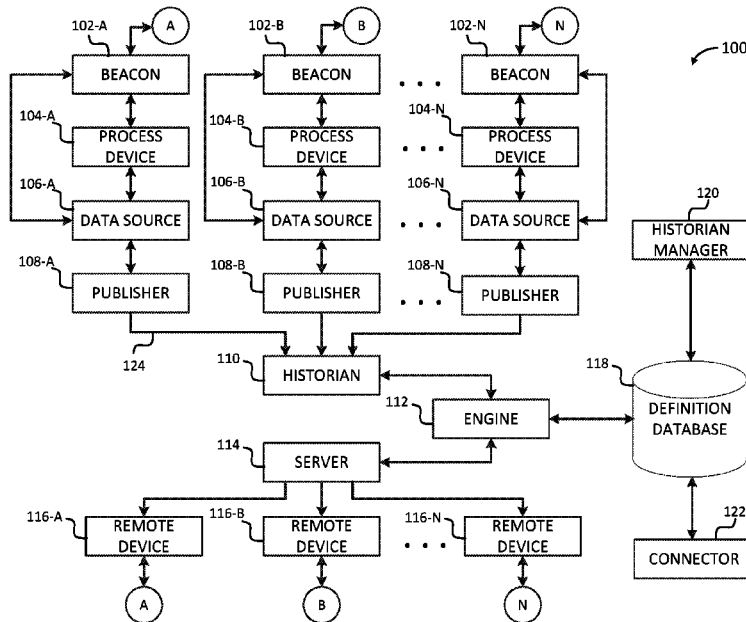 102-A
A
102-B
B
102-N
N
100
BEACON
BEACON
BEACON
104-A
104-B
104-N
PROCESS
DEVICE
PROCESS
DEVICE
PROCESS
DEVICE
106-A
106-B
106-N
DATA SOURCE
DATA SOURCE
DATA SOURCE
120
HISTORIAN
MANAGER
108-A
108-B
108-N
PUBLISHER
PUBLISHER
PUBLISHER
124
110
HISTORIAN
118
DEFINITION
DATABASE
112
ENGINE
114
SERVER
116-A
REMOTE
DEVICE
116-B
REMOTE
DEVICE
116-N
REMOTE
DEVICE
122
CONNECTOR
A
B
N